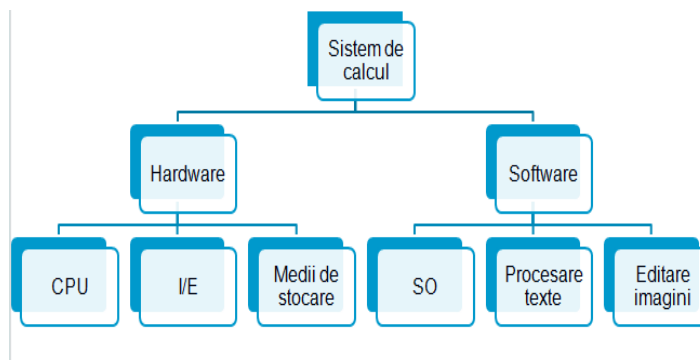 Sistem de
calcul
Hardware
Software
CPU
I/E
Medii de
stocare
SO
Procesare
texte
Editare
imagini